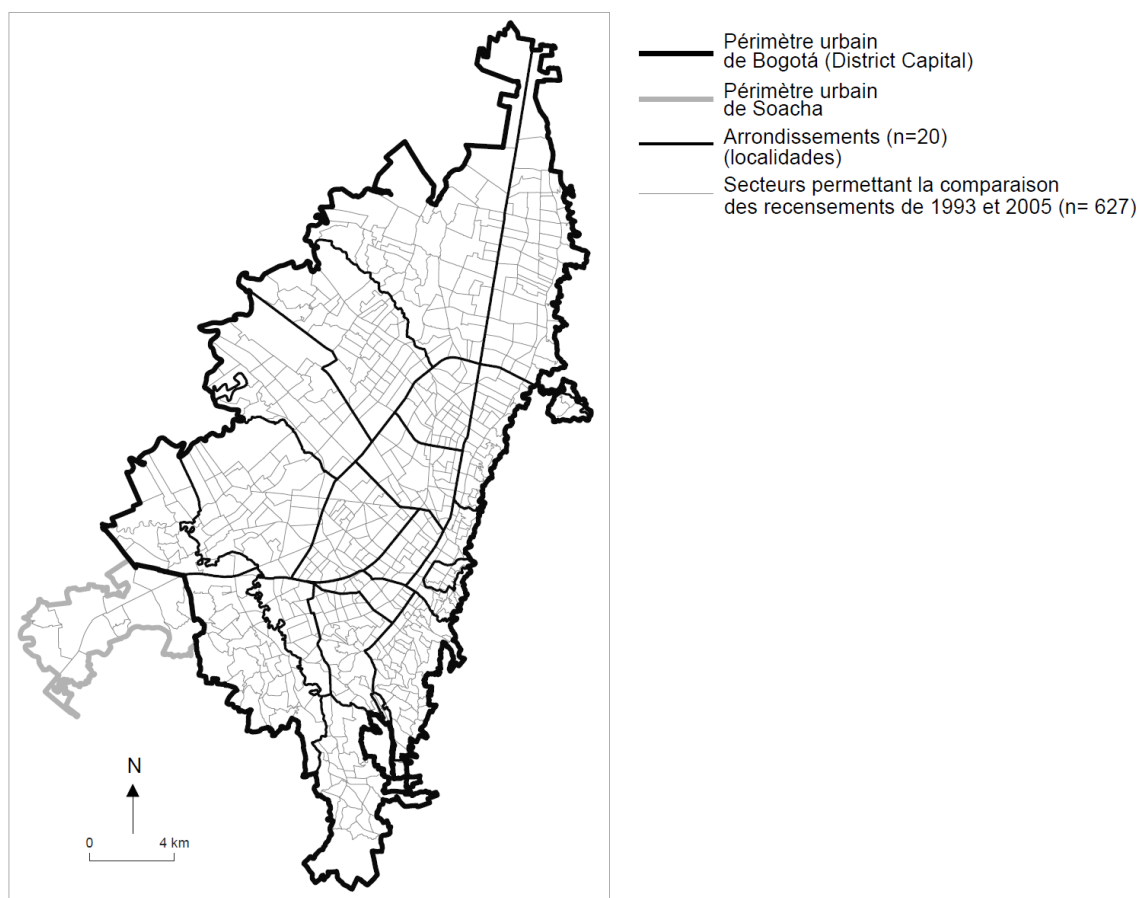 Périmètre urbain
de Bogotá (District Capital)
Périmètre urbain
de Soacha
Arrondissements (n=20)
(localidades)
Secteurs permettant la comparaison
des recensements de 1993 et 2005 (n= 627)
N
0 4 km